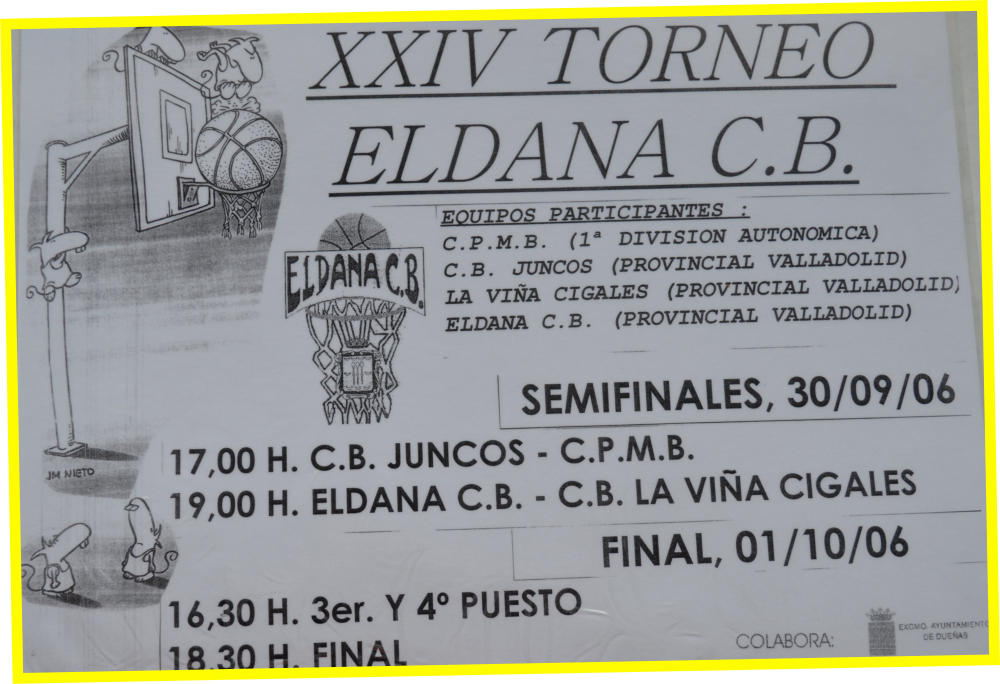 XXIV TORNEO
ELDANA C.B.
EQUIPOS PARTICIPANTES :
C.P.M.B. (1ª DIVISION AUTONOMICA)
C.B. JUNCOS (PROVINCIAL VALLADOLID)
LA VIÑA CIGALES (PROVINCIAL VALLADOLID)
ELDANA C.B. (PROVINCIAL VALLADOLID)
ELDANA C.B.
SEMIFINALES, 30/09/06
17,00 H. C.B. JUNCOS - C.P.M.B.
19,00 H. ELDANA C.B. - C.B. LA VIÑA CIGALES
JM NIETO
FINAL, 01/10/06
16,30 H. 3er. Y 4º PUESTO
18,30 H. FINAL
COLABORA:
EXCMO. AYUNTAMIENTO
DE DUEÑAS